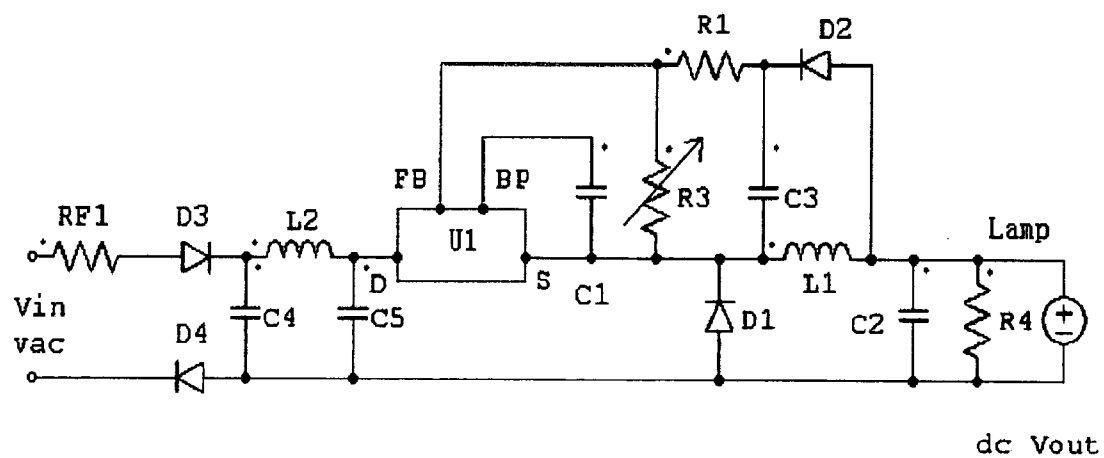 R1
D2
FB
BP
R3
C3
RF1
D3
L2
U1
Lamp
D
S
C1
L1
Vin
vac
D4
C4
C5
D1
C2
R4
dc Vout